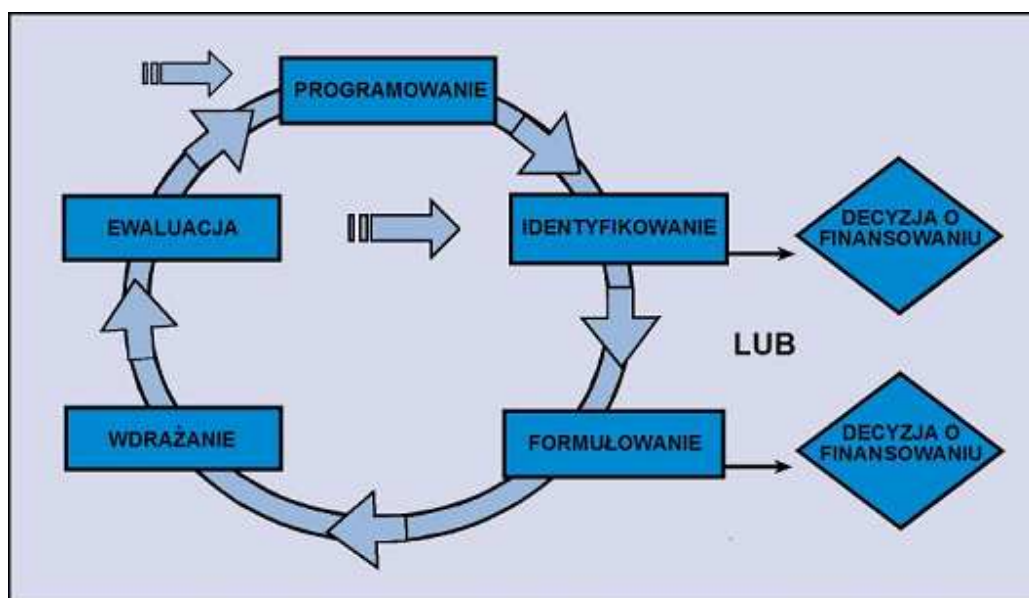 PROGRAMOWANIE
EWALUACJA
IDENTYFIKOWANIE
DECYZJA O
FINANSOWANIU
LUB
WDRAŻANIE
FORMUŁOWANIE
DECYZJA O
FINANSOWANIU